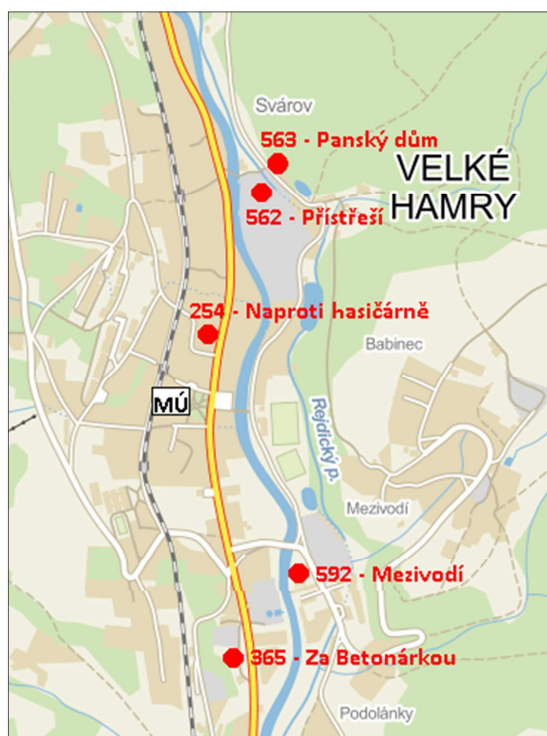 Svárov
563 - Panský dům
VELKÉ
HAMRY
562 - Přístřeší
254 - Naproti hasičárně
Babinec
MÚ
Rejdický p.
Mezivodí
592 - Mezivodí
365 - Za Betonárkou
Podolánky